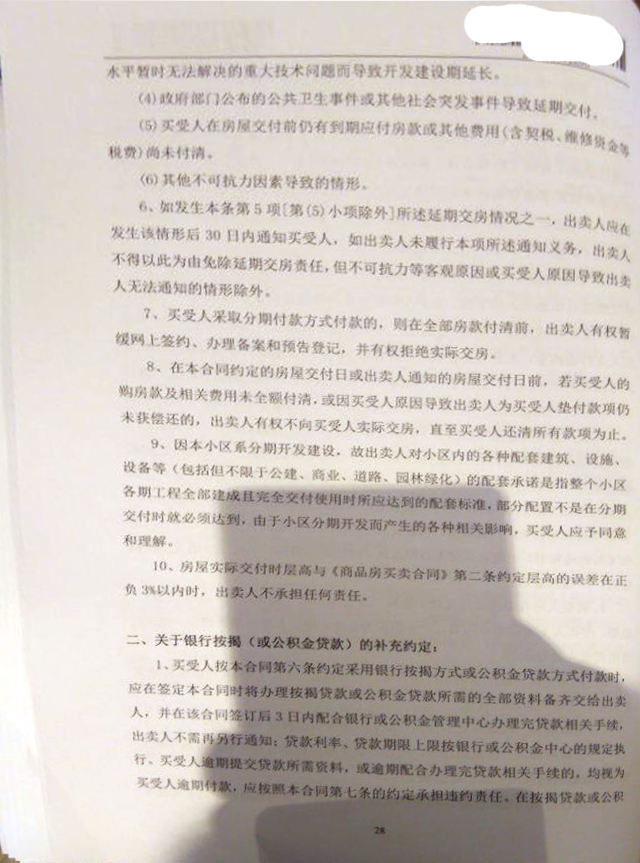 水平暂时无法解决的重大技术问题而导致开发建设期延长。
(4)政府部门公布的公共卫生事件或其他社会突发事件导致延期交付。
(5)买受人在房屋交付前仍有到期应付房款或其他费用(含契税、维修资金等
税费)尚未付清。
(6)其他不可抗力因素导致的情形。
6、如发生本条第5项[第(5)小项除外]所述延期交房情况之一,出卖人应在
发生该情形后30日内通知买受人,如出卖人未履行本项所述通知义务,出卖人
不得以此为由免除延期交房责任,但不可抗力等客观原因或买受人原因导致出卖
人无法通知的情形除外。
7、买受人采取分期付款方式付款的,则在全部房款付清前,出卖人有权暂
缓网上签约、办理备案和预告登记,并有权拒绝实际交房。
8、在本合同约定的房屋交付日或出卖人通知的房屋交付日前,若买受人的
购房款及相关费用未全额付清,或因买受人原因导致出卖人为买受人垫付款项仍
未获偿还的,出卖人有权不向买受人实际交房,直至买受人还清所有款项为止。
9、因本小区系分期开发建设,故出卖人对小区内的各种配套建筑、设施、
设备等(包括但不限于公建、商业、道路、园林绿化)的配套承诺是指整个小区
各期工程全部建成且完全交付使用时所应达到的配套标准,部分配置不是在分期
交付时就必须达到,由于小区分期开发而产生的各种相关影响,买受人应予同意
和理解。
10、房屋实际交付时层高与《商品房买卖合同》第二条约定层高的误差在正
负3%以内时,出卖人不承担任何责任。
二、关于银行按揭(或公积金贷款)的补充约定:
1、买受人按本合同第六条约定采用银行按揭方式或公积金贷款方式付款时,
应在签定本合同时将办理按揭贷款或公积金贷款所需的全部资料备齐交给出卖
人,并在该合同签订后3日内配合银行或公积金管理中心办理完贷款相关手续,
出卖人不需再另行通知;贷款利率、贷款期限上限按银行或公积金中心的规定执
行。买受人逾期提交贷款所需资料,或逾期配合办理完贷款相关手续的,均视为
买受人逾期付款,应按照本合同第七条的约定承担违约责任。在按揭贷款或公积
28